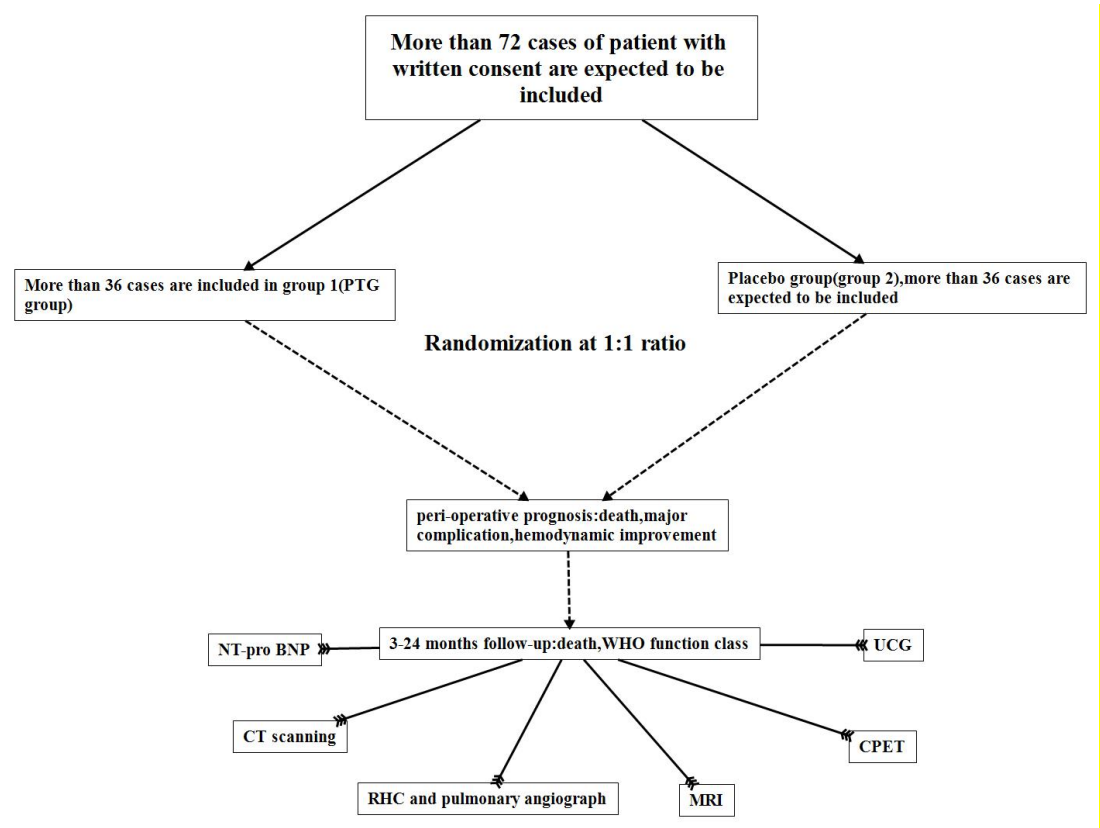 More than 72 cases of patient with
written consent are expected to be
included
More than 36 cases are included in group 1(PTG
group)
Placebo group(group 2),more than 36 cases are
expected to be included
Randomization at 1:1 ratio
peri-operative prognosis:death,major
complication,hemodynamic improvement
3-24 months follow-up:death,WHO function class
NT-pro BNP
UCG
CT scanning
CPET
RHC and pulmonary angiograph
MRI